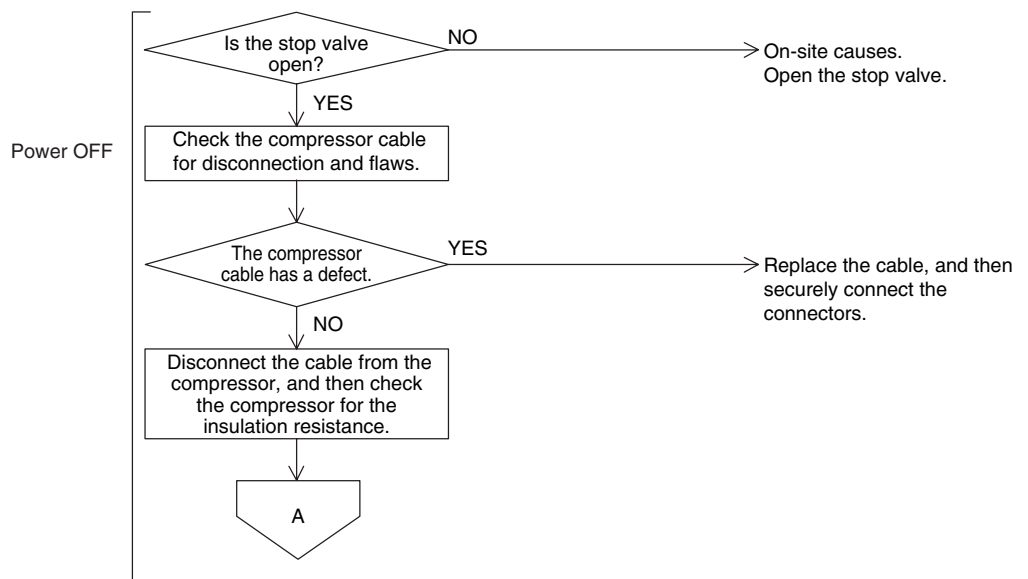 Is the stop valve
open?
NO
On-site causes.
Open the stop valve.
YES
Power OFF
Check the compressor cable
for disconnection and flaws.
The compressor
cable has a defect.
YES
Replace the cable, and then
securely connect the
connectors.
NO
Disconnect the cable from the
compressor, and then check
the compressor for the
insulation resistance.
A